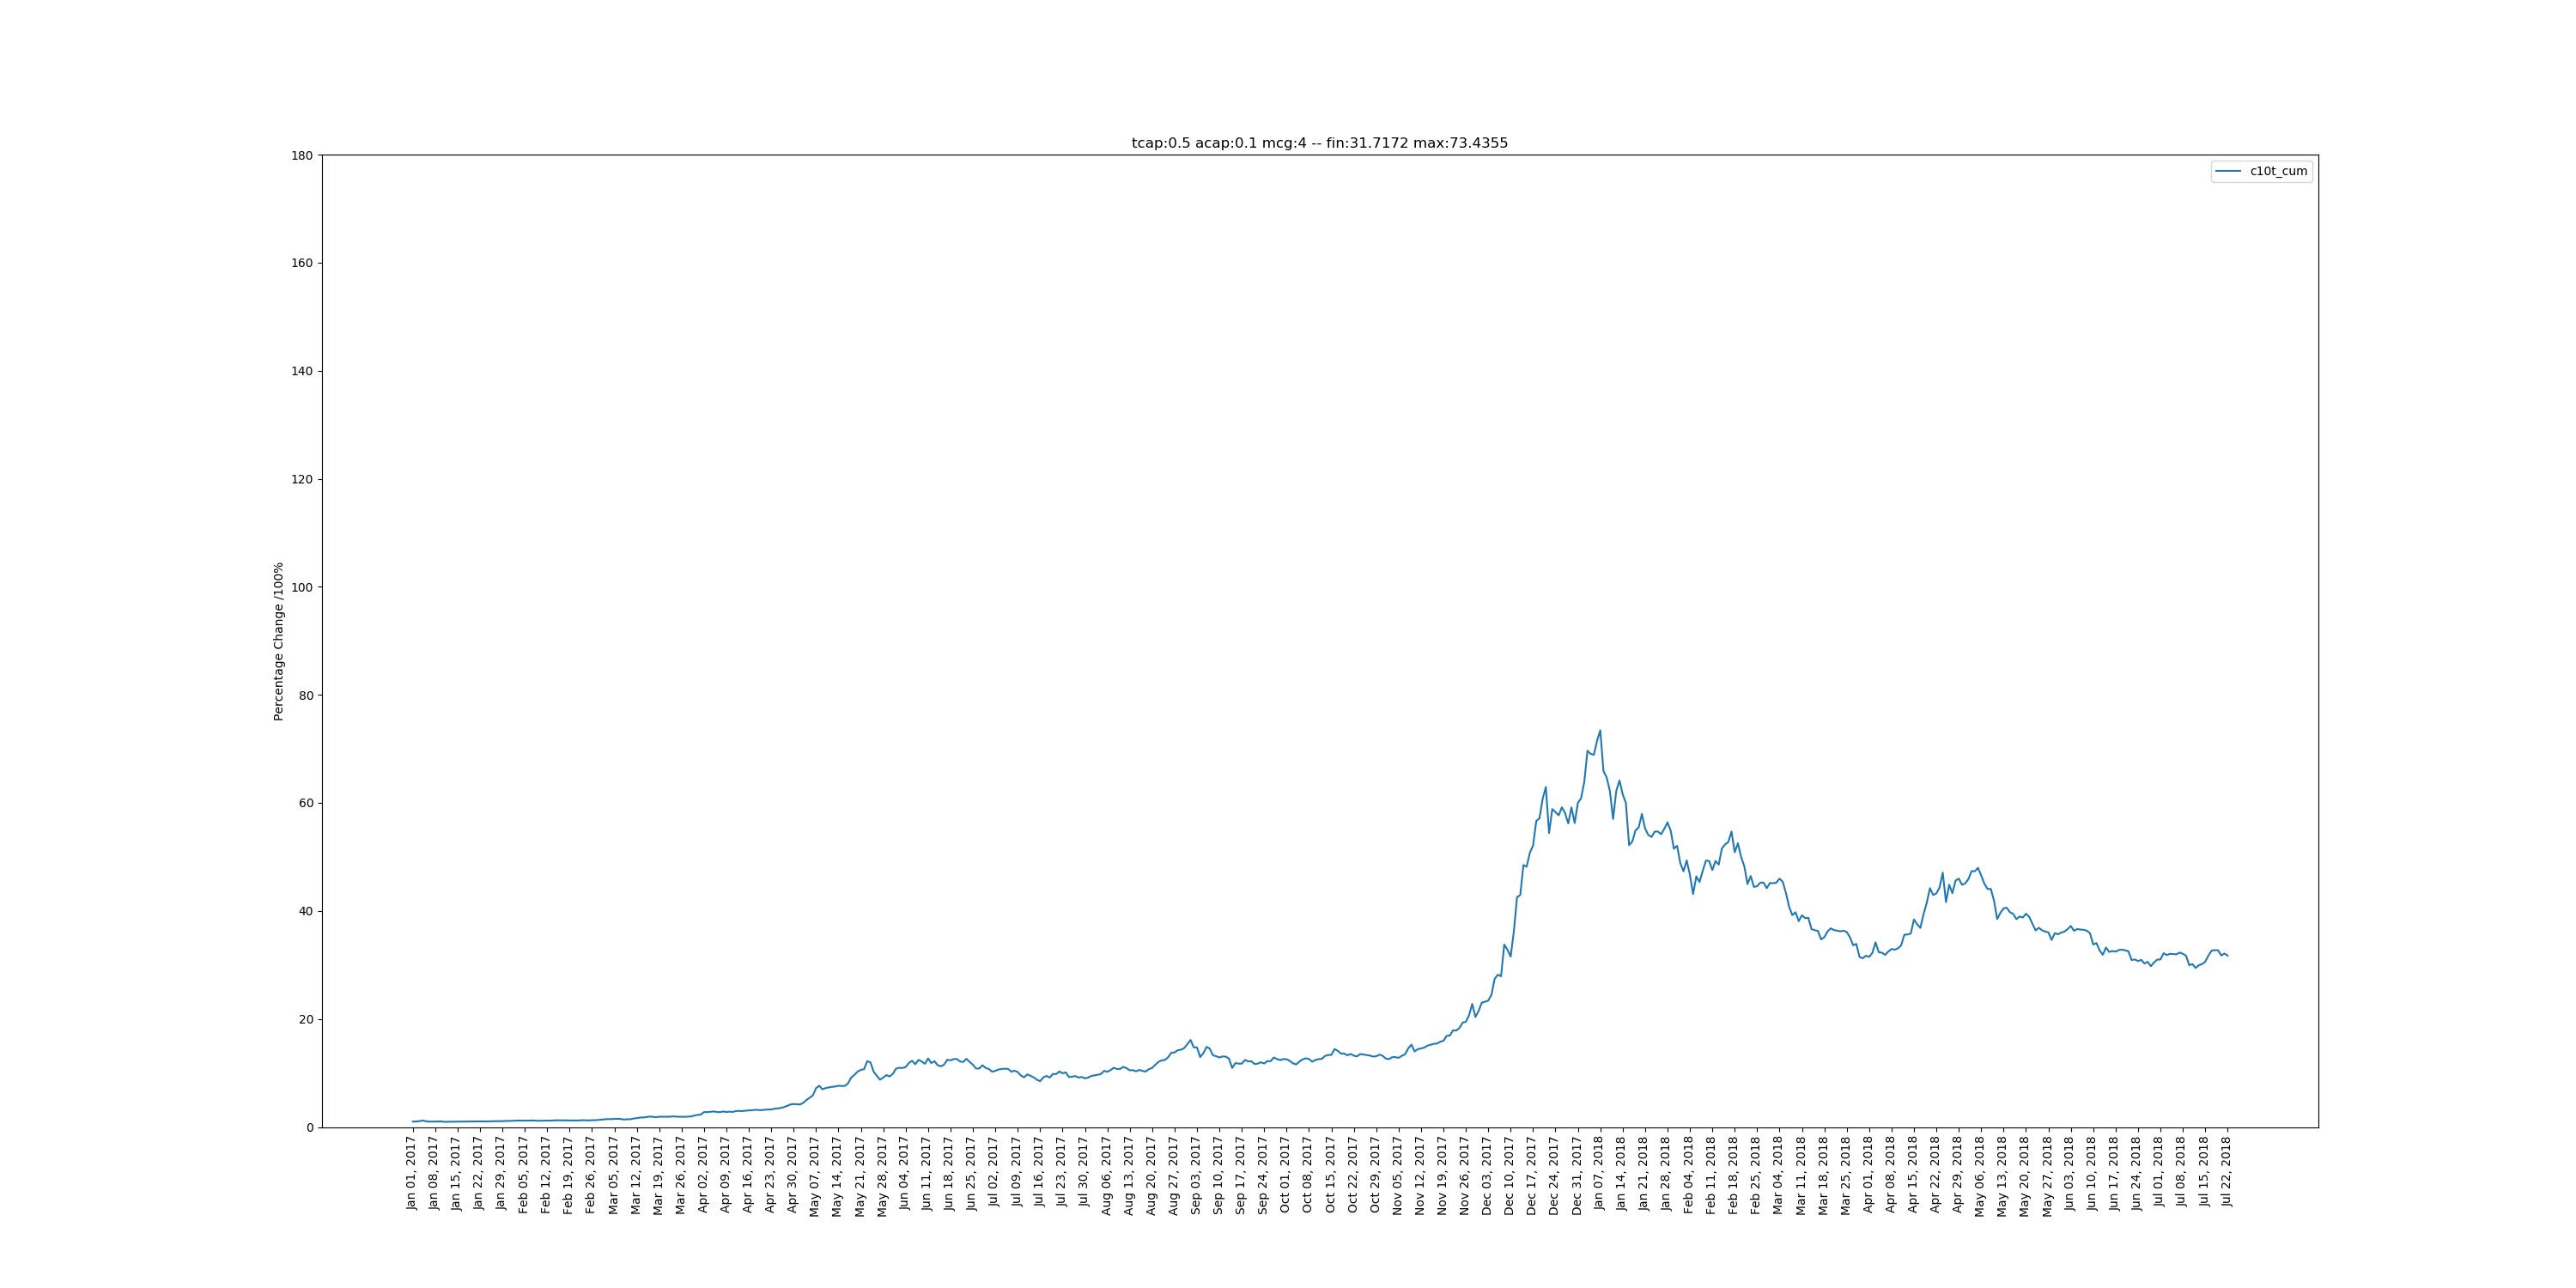 tcap:0.5 acap:0.1 mcg:4 -- fin:31.7172 max:73.4355
c10t_cum
Percentage Change /100%
180
160
140
120
100
80
60
40
20
0
Jan 01, 2017
Jan 08, 2017
Jan 15, 2017
Jan 22, 2017
Jan 29, 2017
Feb 05, 2017
Feb 12, 2017
Feb 19, 2017
Feb 26, 2017
Mar 05, 2017
Mar 12, 2017
Mar 19, 2017
Mar 26, 2017
Apr 02, 2017
Apr 09, 2017
Apr 16, 2017
Apr 23, 2017
Apr 30, 2017
May 07, 2017
May 14, 2017
May 21, 2017
May 28, 2017
Jun 04, 2017
Jun 11, 2017
Jun 18, 2017
Jun 25, 2017
Jul 02, 2017
Jul 09, 2017
Jul 16, 2017
Jul 23, 2017
Jul 30, 2017
Aug 06, 2017
Aug 13, 2017
Aug 20, 2017
Aug 27, 2017
Sep 03, 2017
Sep 10, 2017
Sep 17, 2017
Sep 24, 2017
Oct 01, 2017
Oct 08, 2017
Oct 15, 2017
Oct 22, 2017
Oct 29, 2017
Nov 05, 2017
Nov 12, 2017
Nov 19, 2017
Nov 26, 2017
Dec 03, 2017
Dec 10, 2017
Dec 17, 2017
Dec 24, 2017
Dec 31, 2017
Jan 07, 2018
Jan 14, 2018
Jan 21, 2018
Jan 28, 2018
Feb 04, 2018
Feb 11, 2018
Feb 18, 2018
Feb 25, 2018
Mar 04, 2018
Mar 11, 2018
Mar 18, 2018
Mar 25, 2018
Apr 01, 2018
Apr 08, 2018
Apr 15, 2018
Apr 22, 2018
Apr 29, 2018
May 06, 2018
May 13, 2018
May 20, 2018
May 27, 2018
Jun 03, 2018
Jun 10, 2018
Jun 17, 2018
Jun 24, 2018
Jul 01, 2018
Jul 08, 2018
Jul 15, 2018
Jul 22, 2018